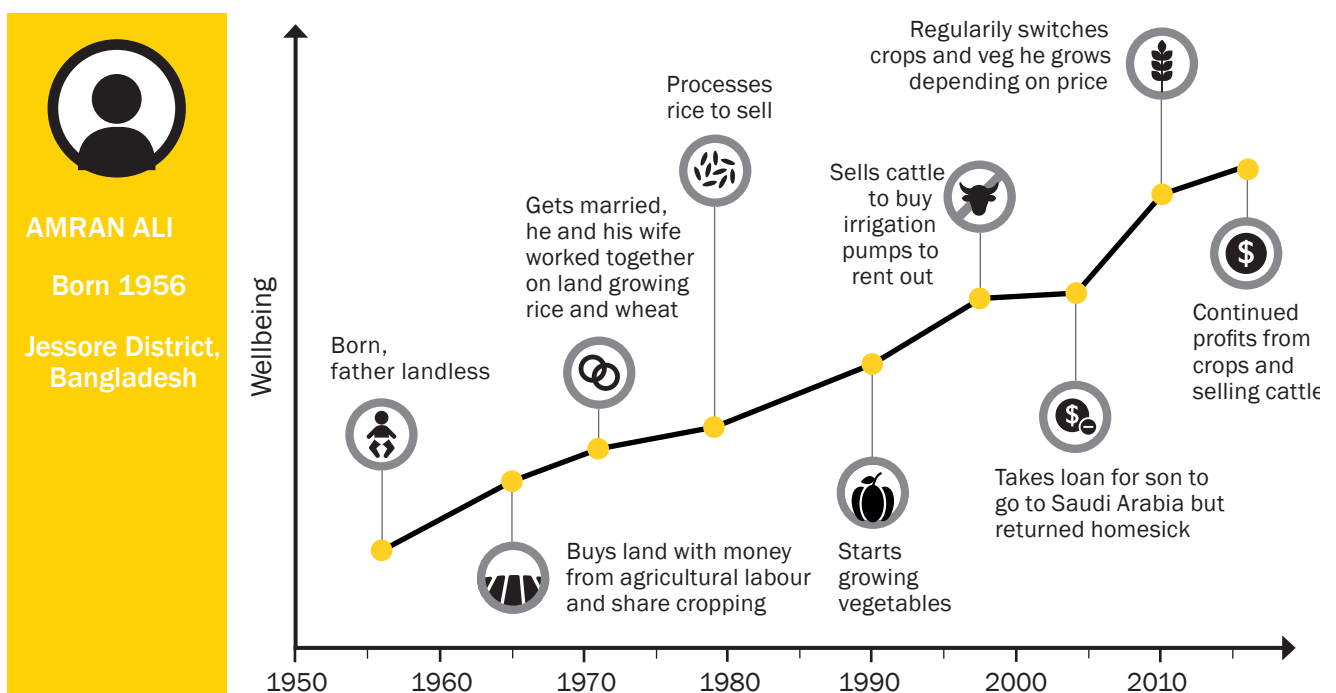 AMRAN ALI
Born 1956
Jessore District,
Bangladesh
Wellbeing
Born,
father landless
Buys land with money
from agricultural labour
and share cropping
Gets married,
he and his wife
worked together
on land growing
rice and wheat
Processes
rice to sell
Starts
growing
vegetables
Sells cattle
to buy
irrigation
pumps to
rent out
$
Takes loan for son to
go to Saudi Arabia but
returned homesick
Regularily switches
crops and veg he grows
depending on price
$
Continued
profits from
crops and
selling cattle
1950 1960 1970 1980 1990 2000 2010